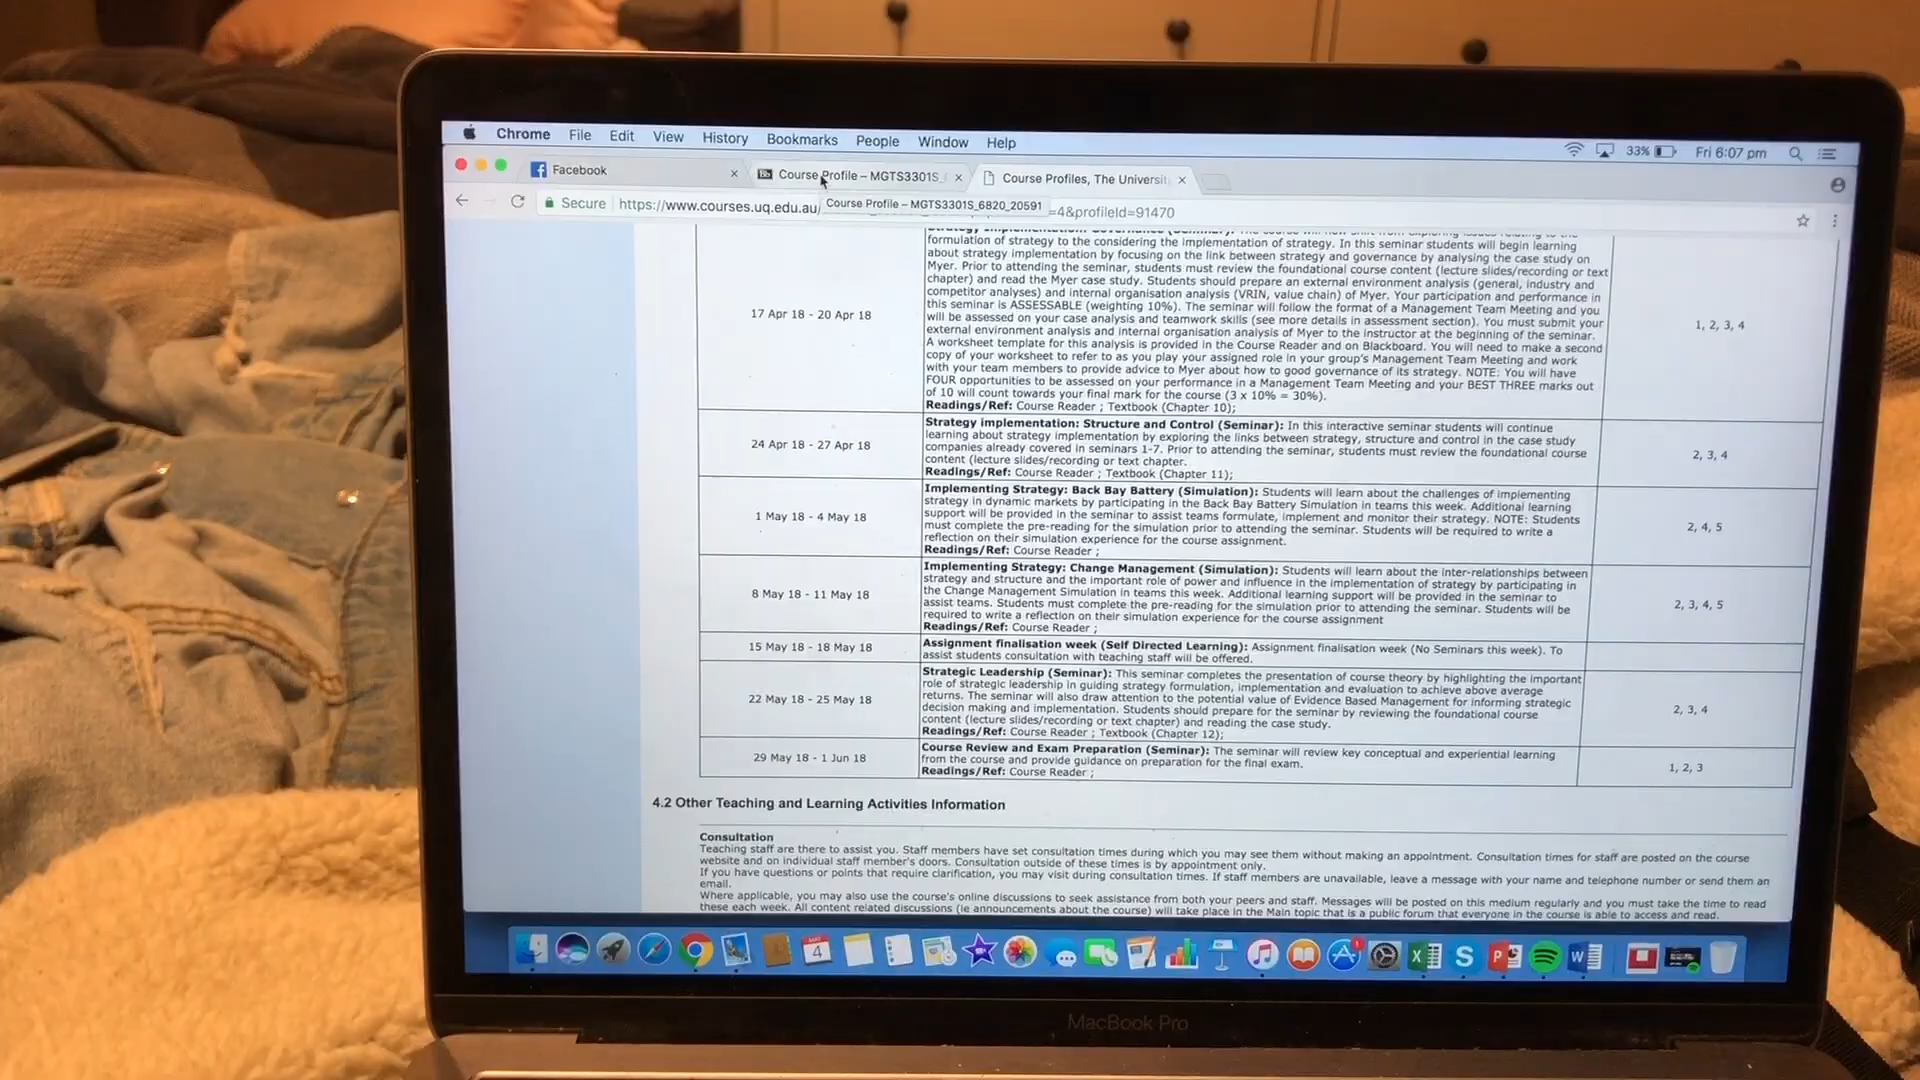 Chrome File Edit View History Bookmarks People Window Help
33% Fri 6:07 pm
Facebook
Course Profile – MGTS3301S_
Course Profiles, The Universit
Secure https://www.courses.uq.edu.au/ =4&profileId=91470
Course Profile – MGTS3301S_6820_20591
formulation of strategy to the considering the implementation of strategy. In this seminar students will begin learning
about strategy implementation by focusing on the link between strategy and governance by analysing the case study on
Myer. Prior to attending the seminar, students must review the foundational course content (lecture slides/recording or text
chapter) and read the Myer case study. Students should prepare an external environment analysis (general, industry and
competitor analyses) and internal organisation analysis (VRIN, value chain) of Myer. Your participation and performance in
this seminar is ASSESSABLE (weighting 10%). The seminar will follow the format of a Management Team Meeting and you
will be assessed on your case analysis and teamwork skills (see more details in assessment section). You must submit your
external environment analysis and internal organisation analysis of Myer to the instructor at the beginning of the seminar.
A worksheet template for this analysis is provided in the Course Reader and on Blackboard. You will need to make a second
copy of your worksheet to refer to as you play your assigned role in your group's Management Team Meeting and work
with your team members to provide advice to Myer about how to good governance of its strategy. NOTE: You will have
FOUR opportunities to be assessed on your performance in a Management Team Meeting and your BEST THREE marks out
of 10 will count towards your final mark for the course (3 x 10% = 30%).
Readings/Ref: Course Reader ; Textbook (Chapter 10);
17 Apr 18 - 20 Apr 18
1, 2, 3, 4
24 Apr 18 - 27 Apr 18
Strategy implementation: Structure and Control (Seminar): In this interactive seminar students will continue
learning about strategy implementation by exploring the links between strategy, structure and control in the case study
companies already covered in seminars 1-7. Prior to attending the seminar, students must review the foundational course
content (lecture slides/recording or text chapter.
Readings/Ref: Course Reader ; Textbook (Chapter 11);
2, 3, 4
1 May 18 - 4 May 18
Implementing Strategy: Back Bay Battery (Simulation): Students will learn about the challenges of implementing
strategy in dynamic markets by participating in the Back Bay Battery Simulation in teams this week. Additional learning
support will be provided in the seminar to assist teams formulate, implement and monitor their strategy. NOTE: Students
must complete the pre-reading for the simulation prior to attending the seminar. Students will be required to write a
reflection on their simulation experience for the course assignment.
Readings/Ref: Course Reader ;
2, 4, 5
8 May 18 - 11 May 18
Implementing Strategy: Change Management (Simulation): Students will learn about the inter-relationships between
strategy and structure and the important role of power and influence in the implementation of strategy by participating in
the Change Management Simulation in teams this week. Additional learning support will be provided in the seminar to
assist teams. Students must complete the pre-reading for the simulation prior to attending the seminar. Students will be
required to write a reflection on their simulation experience for the course assignment
Readings/Ref: Course Reader ;
2, 3, 4, 5
15 May 18 - 18 May 18
Assignment finalisation week (Self Directed Learning): Assignment finalisation week (No Seminars this week). To
assist students consultation with teaching staff will be offered.
22 May 18 - 25 May 18
Strategic Leadership (Seminar): This seminar completes the presentation of course theory by highlighting the important
role of strategic leadership in guiding strategy formulation, implementation and evaluation to achieve above average
returns. The seminar will also draw attention to the potential value of Evidence Based Management for informing strategic
decision making and implementation. Students should prepare for the seminar by reviewing the foundational course
content (lecture slides/recording or text chapter) and reading the case study.
Readings/Ref: Course Reader ; Textbook (Chapter 12);
2, 3, 4
29 May 18 - 1 Jun 18
Course Review and Exam Preparation (Seminar): The seminar will review key conceptual and experiential learning
from the course and provide guidance on preparation for the final exam.
Readings/Ref: Course Reader ;
1, 2, 3
4.2 Other Teaching and Learning Activities Information
Consultation
Teaching staff are there to assist you. Staff members have set consultation times during which you may see them without making an appointment. Consultation times for staff are posted on the course
website and on individual staff member's doors. Consultation outside of these times is by appointment only.
If you have questions or points that require clarification, you may visit during consultation times. If staff members are unavailable, leave a message with your name and telephone number or send them an
email.
Where applicable, you may also use the course's online discussions to seek assistance from both your peers and staff. Messages will be posted on this medium regularly and you must take the time to read
these each week. All content related discussions (ie announcements about the course) will take place in the Main topic that is a public forum that everyone in the course is able to access and read.
MacBook Pro